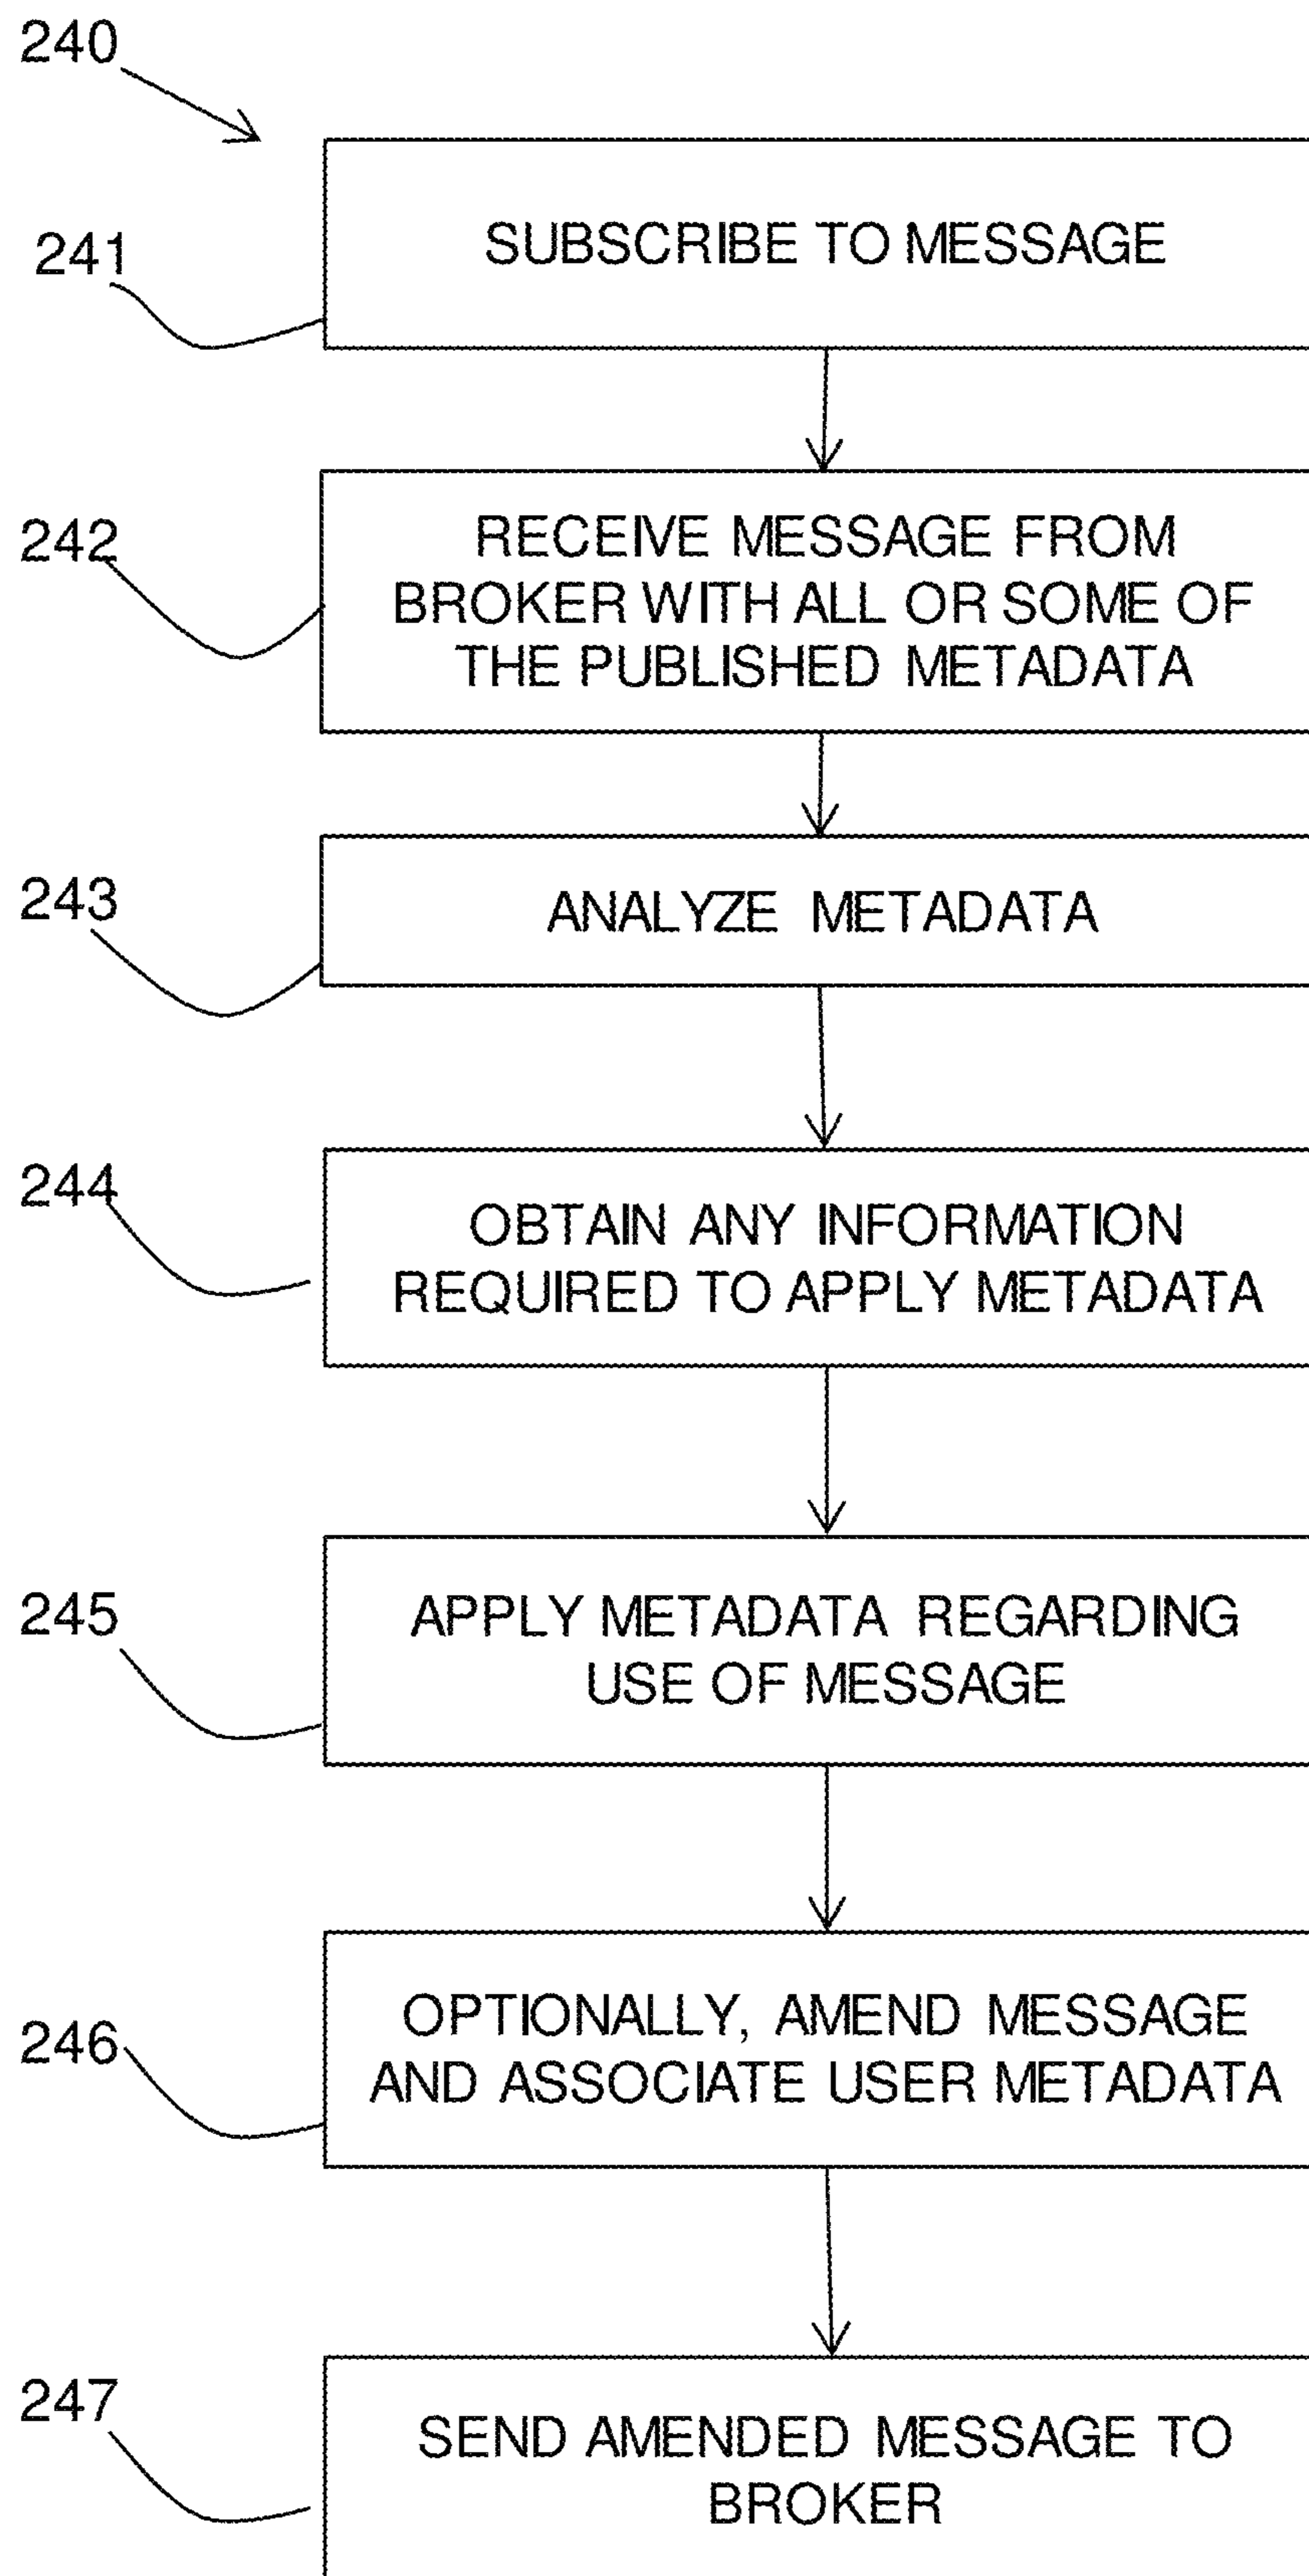 240
241
SUBSCRIBE TO MESSAGE
242
RECEIVE MESSAGE FROM
BROKER WITH ALL OR SOME OF
THE PUBLISHED METADATA
243
ANALYZE METADATA
244
OBTAIN ANY INFORMATION
REQUIRED TO APPLY METADATA
245
APPLY METADATA REGARDING
USE OF MESSAGE
246
OPTIONALLY, AMEND MESSAGE
AND ASSOCIATE USER METADATA
247
SEND AMENDED MESSAGE TO
BROKER